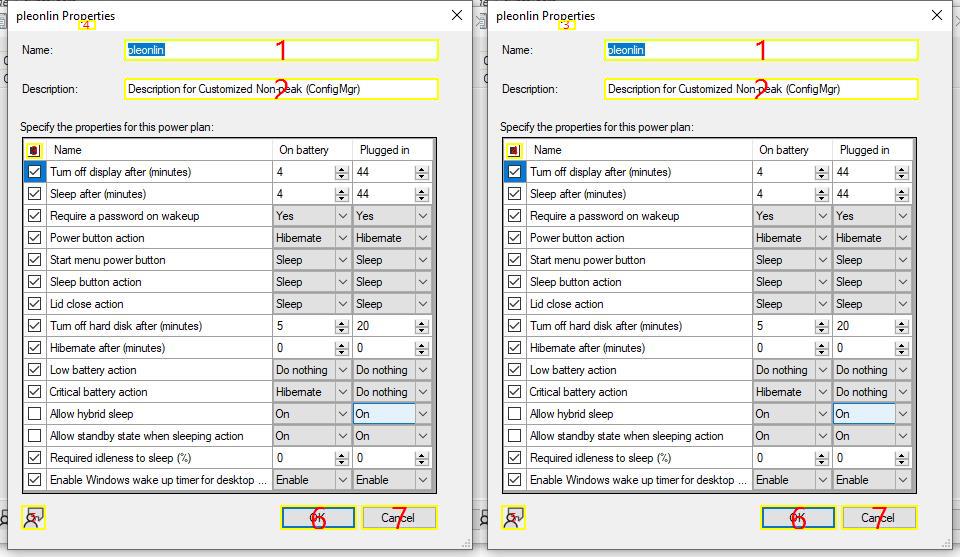 pleonlin Properties
4
Name: pleonlin 1
Description: Description for Customized Non-peak (ConfigMgr) 2
Specify the properties for this power plan:
Name On battery Plugged in
Turn off display after (minutes) 4 44
Sleep after (minutes) 4 44
Require a password on wakeup Yes Yes
Power button action Hibernate Hibernate
Start menu power button Sleep Sleep
Sleep button action Sleep Sleep
Lid close action Sleep Sleep
Turn off hard disk after (minutes) 5 20
Hibernate after (minutes) 0 0
Low battery action Do nothing Do nothing
Critical battery action Hibernate Do nothing
Allow hybrid sleep On On
Allow standby state when sleeping action On On
Required idleness to sleep (%) 0 0
Enable Windows wake up timer for desktop ... Enable Enable
OK 6 Cancel 7
pleonlin Properties
3
Name: pleonlin 1
Description: Description for Customized Non-peak (ConfigMgr) 2
Specify the properties for this power plan:
Name On battery Plugged in
Turn off display after (minutes) 4 44
Sleep after (minutes) 4 44
Require a password on wakeup Yes Yes
Power button action Hibernate Hibernate
Start menu power button Sleep Sleep
Sleep button action Sleep Sleep
Lid close action Sleep Sleep
Turn off hard disk after (minutes) 5 20
Hibernate after (minutes) 0 0
Low battery action Do nothing Do nothing
Critical battery action Hibernate Do nothing
Allow hybrid sleep On On
Allow standby state when sleeping action On On
Required idleness to sleep (%) 0 0
Enable Windows wake up timer for desktop ... Enable Enable
OK 6 Cancel 7